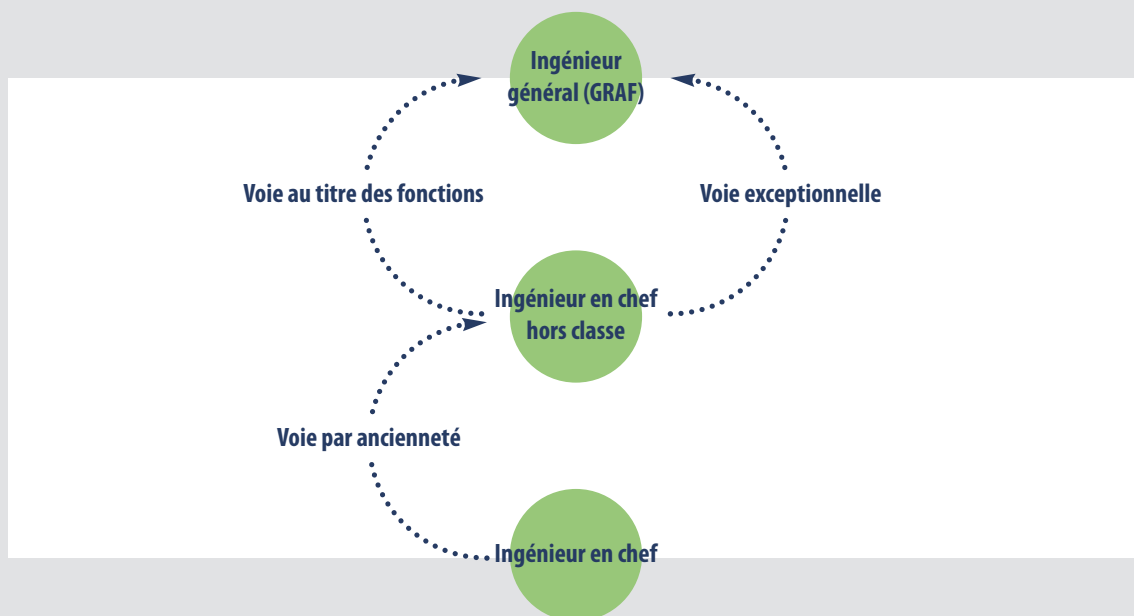 Ingénieur
général (GRAF)
Voie au titre des fonctions
Voie exceptionnelle
Ingénieur en chef
hors classe
Voie par ancienneté
Ingénieur en chef